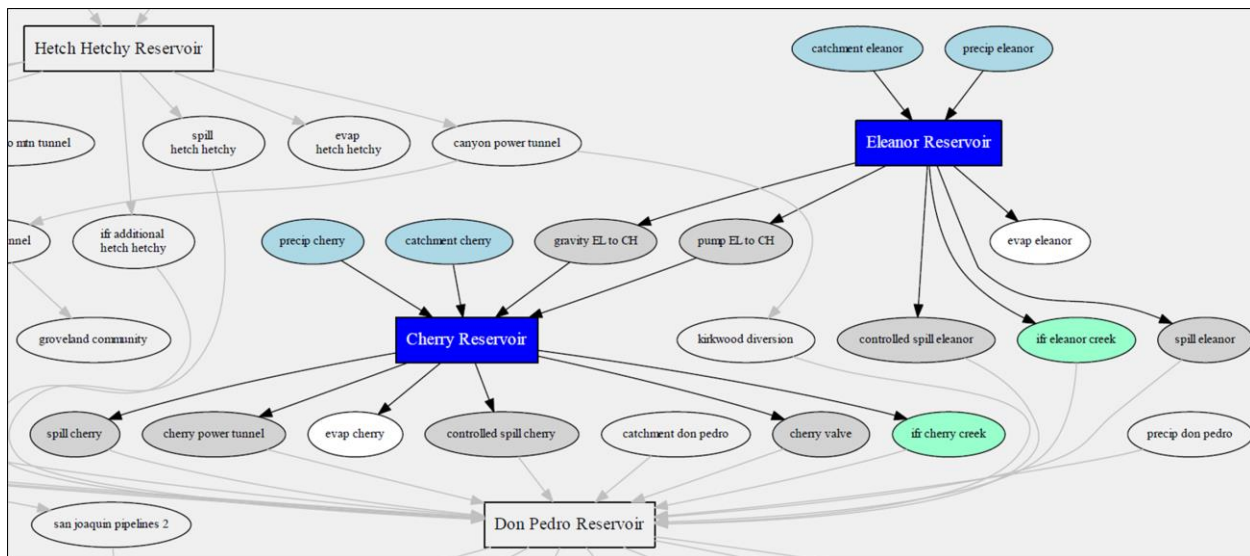 Hetch Hetchy Reservoir
catchment eleanor
precip eleanor
Eleanor Reservoir
o mtn tunnel
spill
hetch hetchy
evap
hetch hetchy
canyon power tunnel
nnel
ifr additional
hetch hetchy
precip cherry
catchment cherry
gravity EL to CH
pump EL to CH
evap eleanor
groveland community
Cherry Reservoir
kirkwood diversion
controlled spill eleanor
ifr eleanor creek
spill eleanor
spill cherry
cherry power tunnel
evap cherry
controlled spill cherry
catchment don pedro
cherry valve
ifr cherry creek
precip don pedro
san joaquin pipelines 2
Don Pedro Reservoir